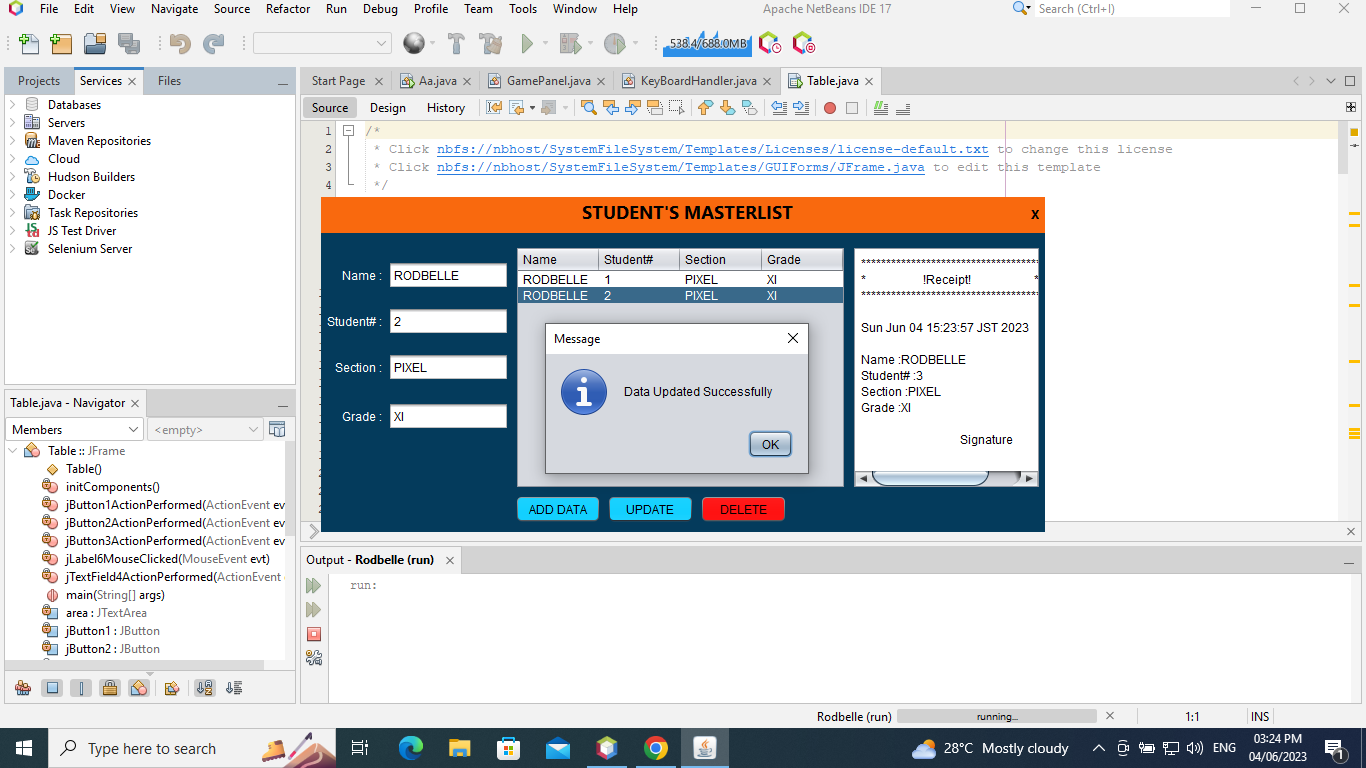 File Edit View Navigate Source Refactor Run Debug Profile Team Tools Window Help Apache NetBeans IDE 17 Search (Ctrl+I)
538.4/688.0MB
Projects Services Files
Start Page Aa.java GamePanel.java KeyBoardHandler.java Table.java
Source Design History
Databases
Servers
Maven Repositories
Cloud
Hudson Builders
Docker
Task Repositories
JS Test Driver
Selenium Server
1 /*
2 * Click nbfs://nbhost/SystemFileSystem/Templates/Licenses/license-default.txt to change this license
3 * Click nbfs://nbhost/SystemFileSystem/Templates/GUIForms/JFrame.java to edit this template
4 */
STUDENT'S MASTERLIST X
Name : RODBELLE
Student# : 2
Section : PIXEL
Grade : XI
Name Student# Section Grade
RODBELLE 1 PIXEL XI
RODBELLE 2 PIXEL XI
Message
Data Updated Successfully
OK
***********************************
* !Receipt! *
***********************************
Sun Jun 04 15:23:57 JST 2023
Name :RODBELLE
Student# :3
Section :PIXEL
Grade :XI
Signature
ADD DATA UPDATE DELETE
Table.java - Navigator
Members <empty>
Table :: JFrame
Table()
initComponents()
jButton1ActionPerformed(ActionEvent ev
jButton2ActionPerformed(ActionEvent ev
jButton3ActionPerformed(ActionEvent ev
jLabel6MouseClicked(MouseEvent evt)
jTextField4ActionPerformed(ActionEvent
main(String[] args)
area : JTextArea
jButton1 : JButton
jButton2 : JButton
Output - Rodbelle (run)
run:
Rodbelle (run) running... 1:1 INS
Type here to search
28°C Mostly cloudy ENG
03:24 PM
04/06/2023
1